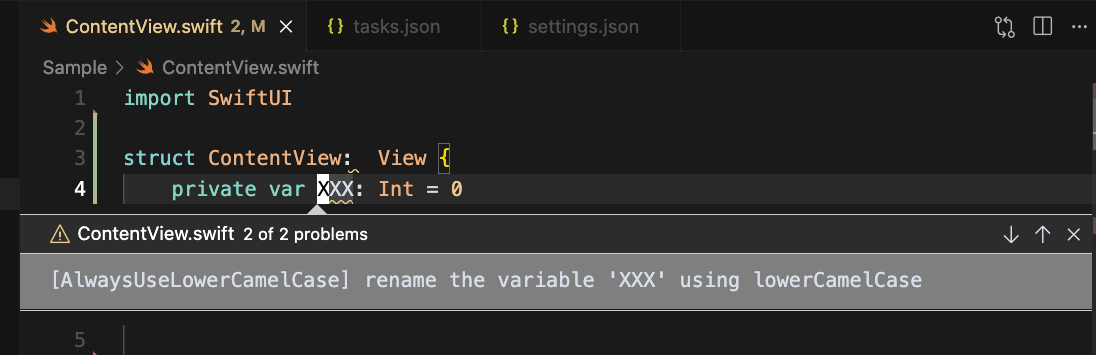 ContentView.swift 2, M
{} tasks.json
{} settings.json
Sample > ContentView.swift
1 import SwiftUI
2
3 struct ContentView:  View {
4     private var XXX: Int = 0
ContentView.swift 2 of 2 problems
[AlwaysUseLowerCamelCase] rename the variable 'XXX' using lowerCamelCase
5